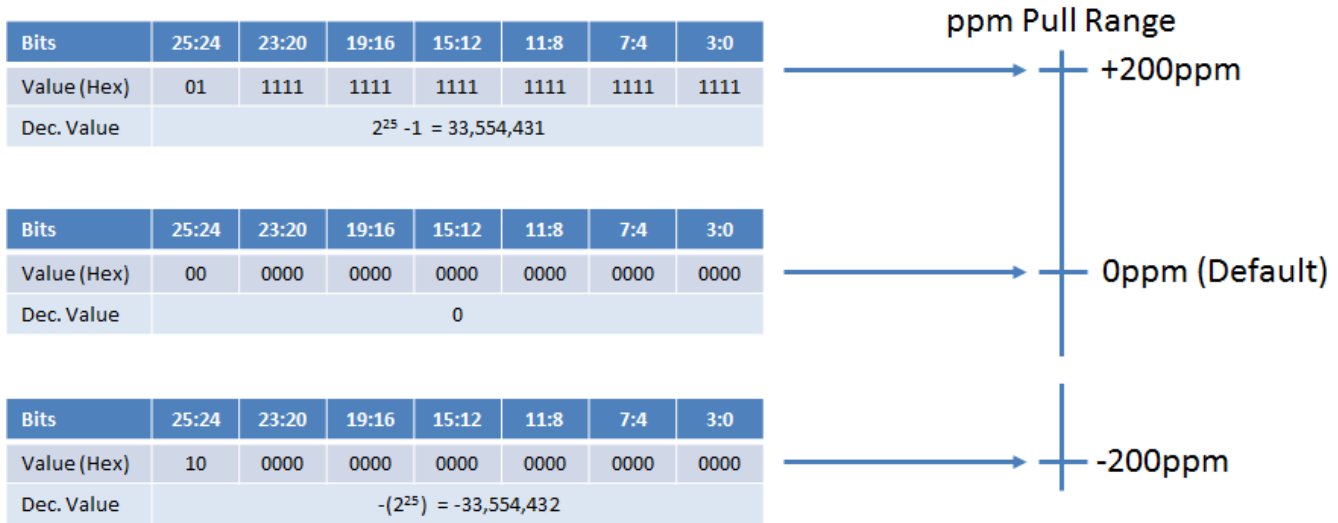 ppm Pull Range
Bits 25:24 23:20 19:16 15:12 11:8 7:4 3:0
Value (Hex) 01 1111 1111 1111 1111 1111 1111
+200ppm
Dec. Value 2²⁵ -1 = 33,554,431
Bits 25:24 23:20 19:16 15:12 11:8 7:4 3:0
Value (Hex) 00 0000 0000 0000 0000 0000 0000
0ppm (Default)
Dec. Value 0
Bits 25:24 23:20 19:16 15:12 11:8 7:4 3:0
Value (Hex) 10 0000 0000 0000 0000 0000 0000
-200ppm
Dec. Value -(2²⁵) = -33,554,432